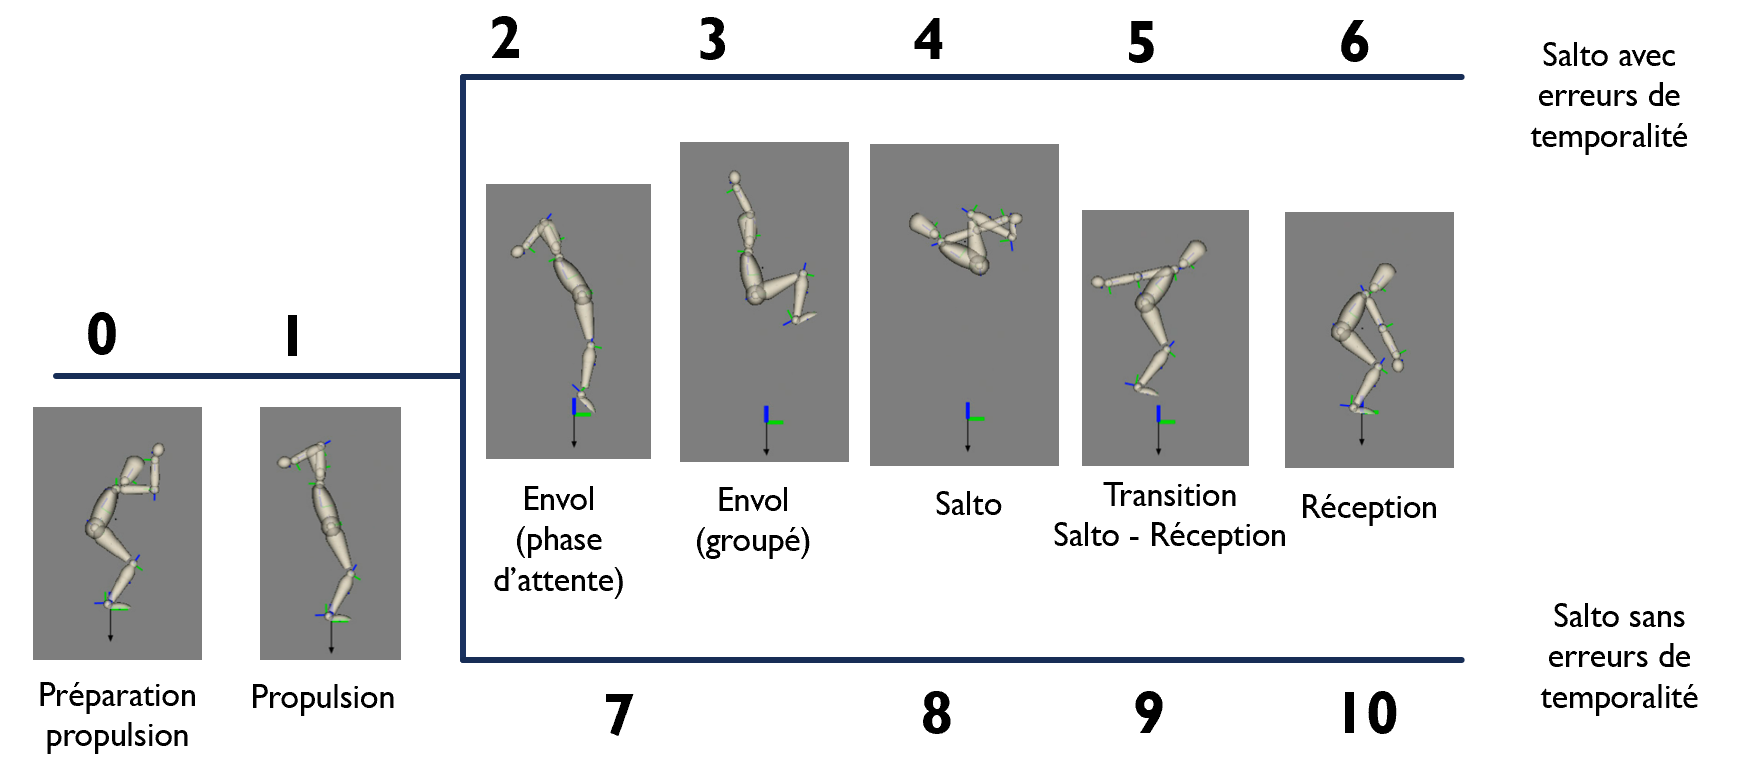 2 3 4 5 6
Salto avec
erreurs de
temporalité
0 1
Envol
(phase
d'attente)
Envol
(groupé)
Salto
Transition
Salto - Réception
Réception
Préparation
propulsion
Propulsion
7 8 9 10
Salto sans
erreurs de
temporalité